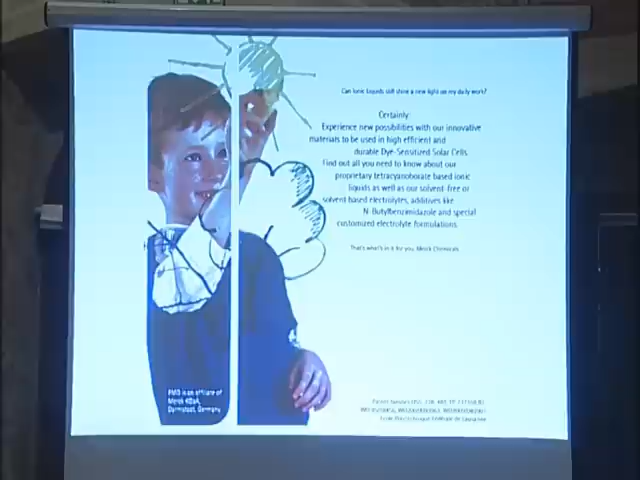 Can Ionic Liquids still shine a new light on my daily work?
Certainly:
Experience new possibilities with our innovative
materials to be used in high efficient and
durable Dye-Sensitized Solar Cells.
Find out all you need to know about our
proprietary tetracyanoborate based ionic
liquids as well as our solvent-free or
solvent based electrolytes, additives like
N-Butylbenzimidazole and special
customized electrolyte formulations.
That's what's in it for you. Merck Chemicals
EMD is an affiliate of
Merck KGaA,
Darmstadt, Germany